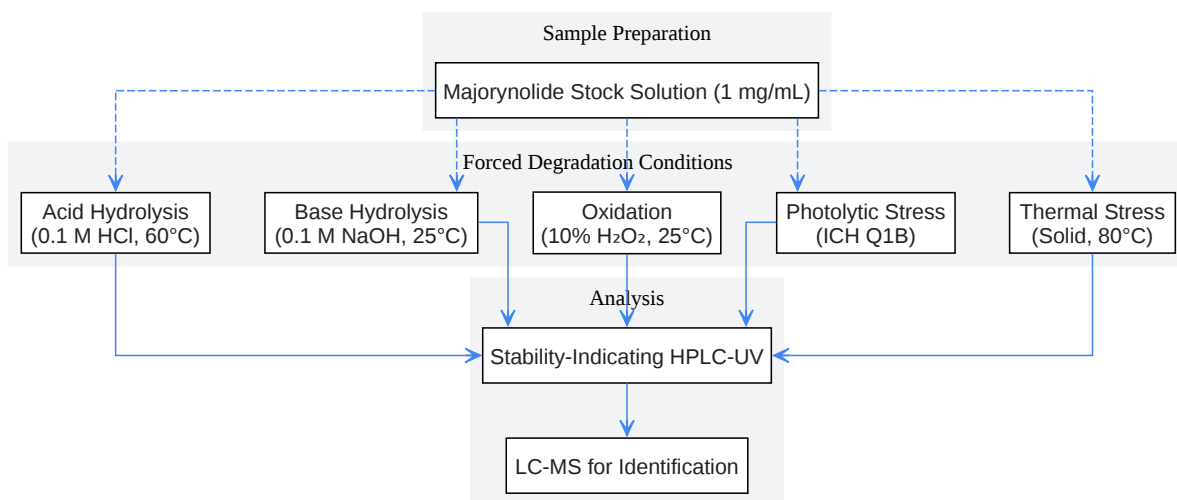 Sample Preparation
Majorynolide Stock Solution (1 mg/mL)
Forced Degradation Conditions
Acid Hydrolysis
(0.1 M HCl, 60°C)
Base Hydrolysis
(0.1 M NaOH, 25°C)
Oxidation
(10% H₂O₂, 25°C)
Photolytic Stress
(ICH Q1B)
Thermal Stress
(Solid, 80°C)
Analysis
Stability-Indicating HPLC-UV
LC-MS for Identification